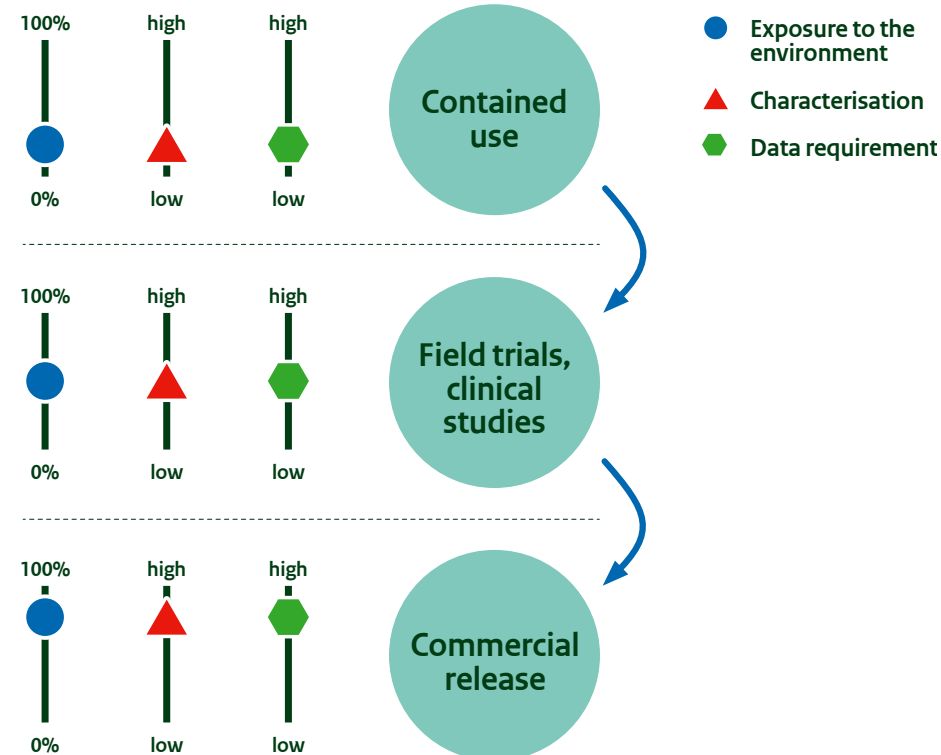 100% high high
Contained
use
0% low low
Exposure to the
environment
Characterisation
Data requirement
100% high high
Field trials,
clinical
studies
0% low low
100% high high
Commercial
release
0% low low